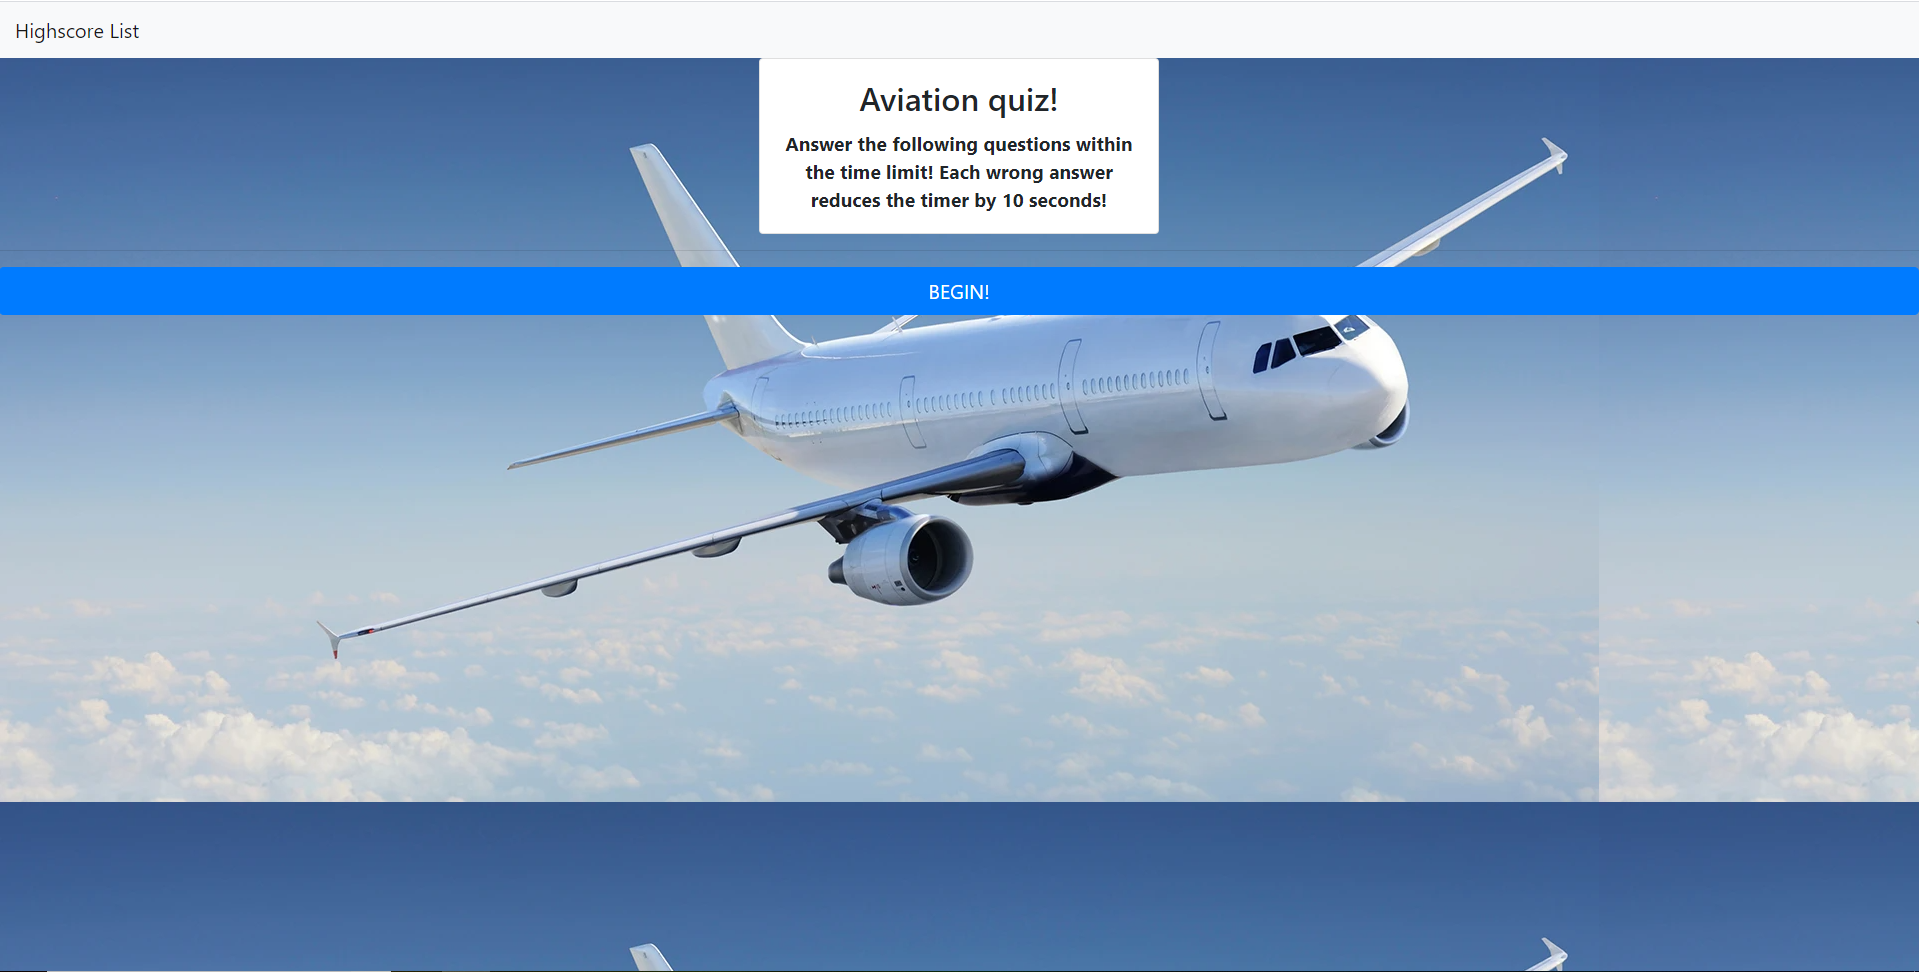 Highscore List
Aviation quiz!
Answer the following questions within
the time limit! Each wrong answer
reduces the timer by 10 seconds!
BEGIN!